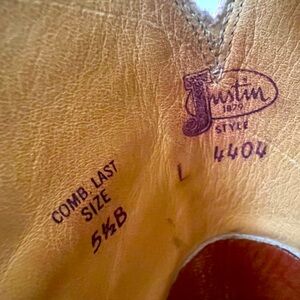 Justin
1879
STYLE
4404
L
COMB. LAST
SIZE
5½B